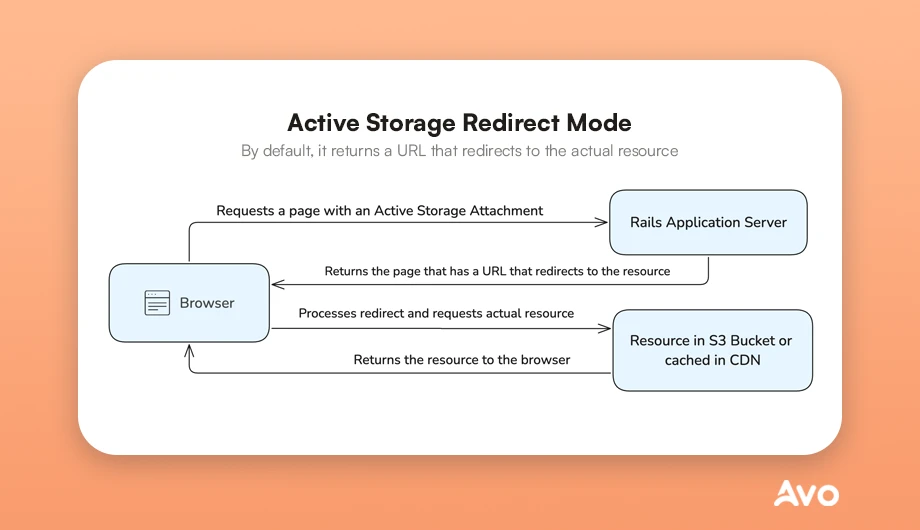 Active Storage Redirect Mode
By default, it returns a URL that redirects to the actual resource
Requests a page with an Active Storage Attachment
Rails Application Server
Returns the page that has a URL that redirects to the resource
Browser
Processes redirect and requests actual resource
Resource in S3 Bucket or
cached in CDN
Returns the resource to the browser
Avo